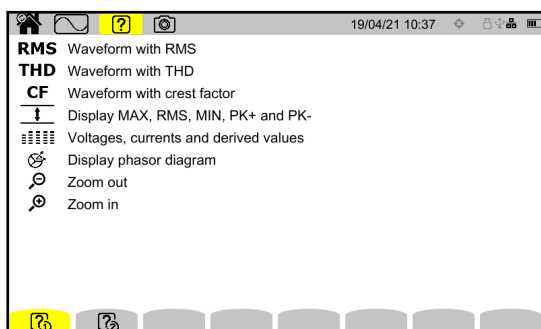 19/04/21 10:37
RMS Waveform with RMS
THD Waveform with THD
CF Waveform with crest factor
Display MAX, RMS, MIN, PK+ and PK-
Voltages, currents and derived values
Display phasor diagram
Zoom out
Zoom in